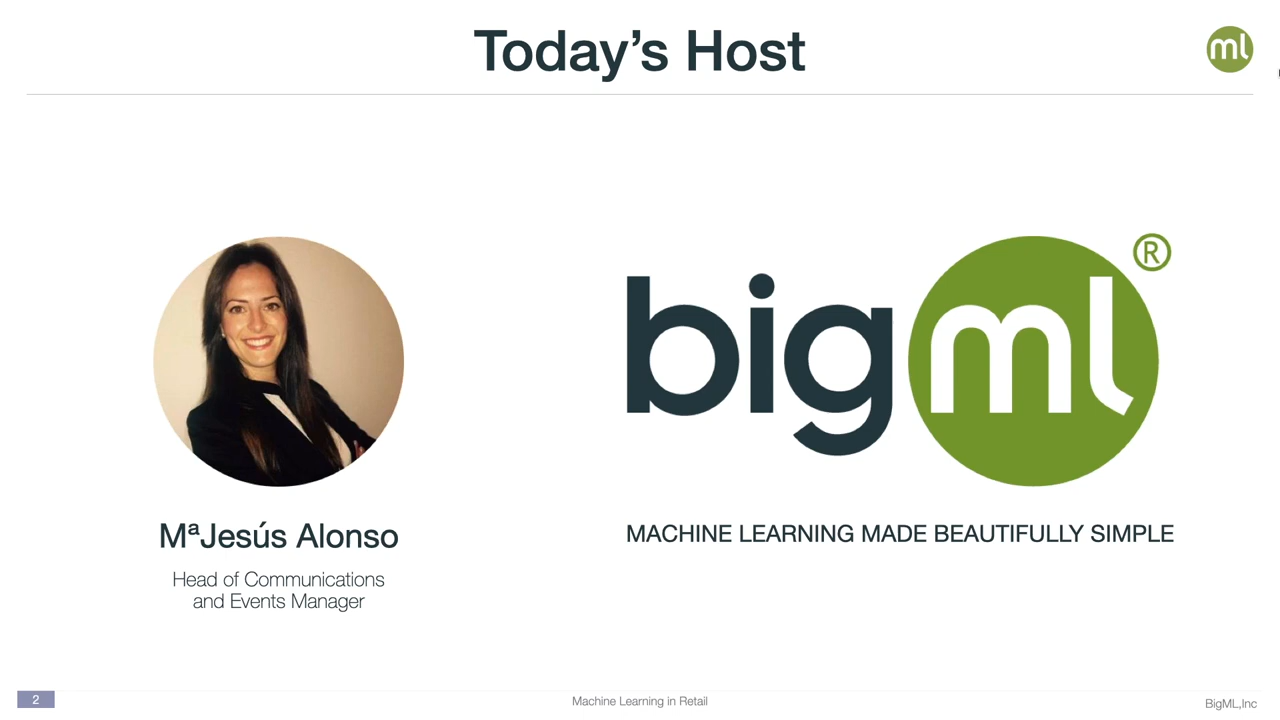 Today’s Host
ml
bigml®
MªJesús Alonso
MACHINE LEARNING MADE BEAUTIFULLY SIMPLE
Head of Communications
and Events Manager
2
Machine Learning in Retail
BigML,Inc